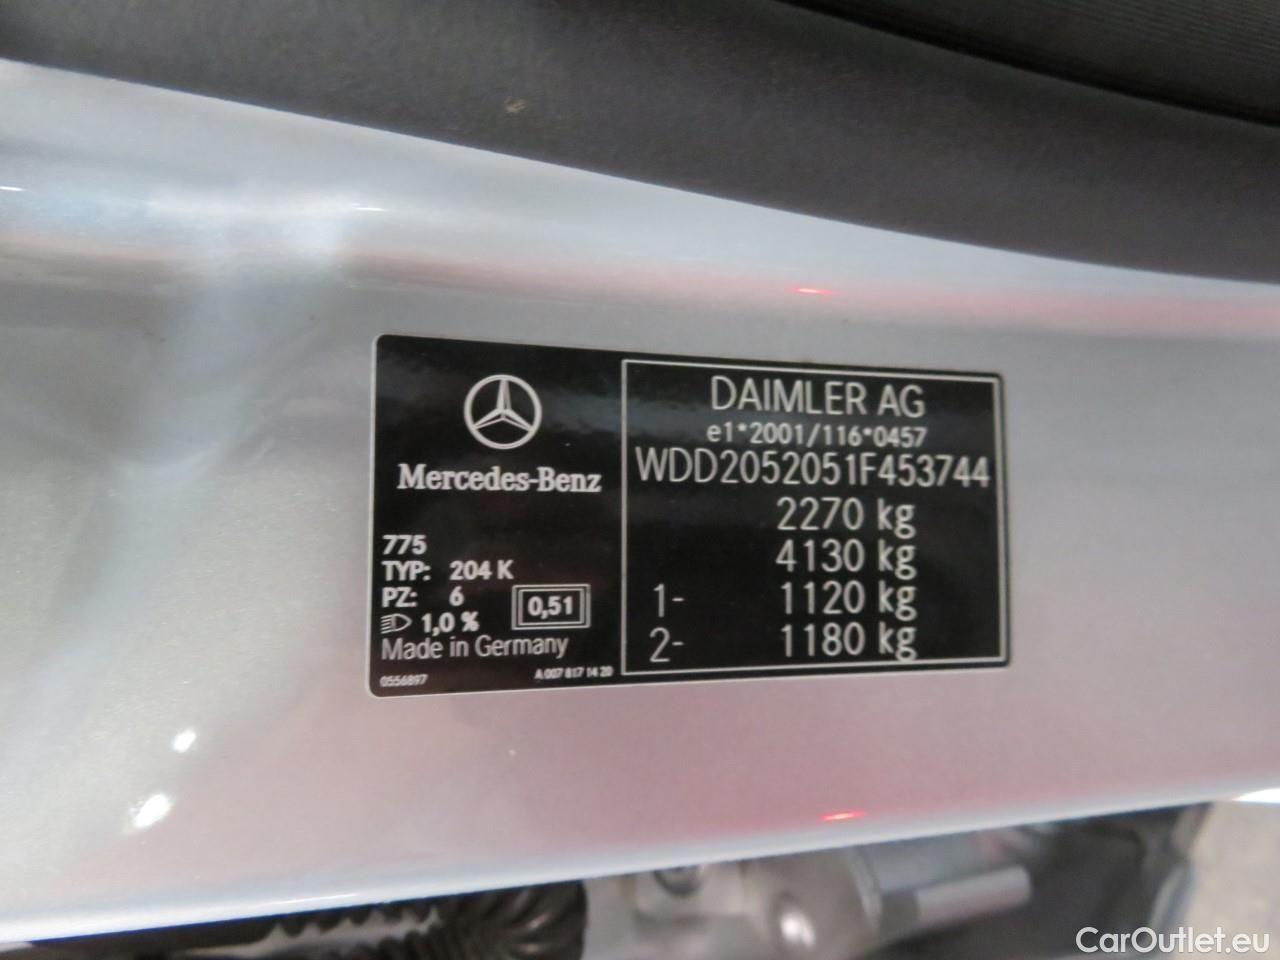 Mercedes-Benz
775
TYP: 204 K
PZ: 6
1,0 %
0,51
Made in Germany
0556897
A 007 817 14 20
DAIMLER AG
e1*2001/116*0457
WDD2052051F453744
2270 kg
4130 kg
1- 1120 kg
2- 1180 kg
CarOutlet.eu